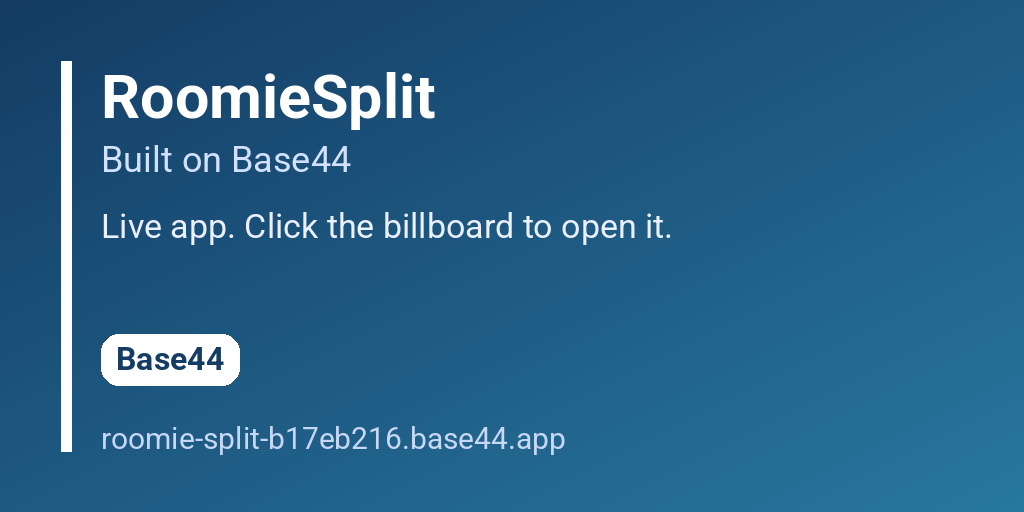 RoomieSplit
Built on Base44
Live app. Click the billboard to open it.
Base44
roomie-split-b17eb216.base44.app